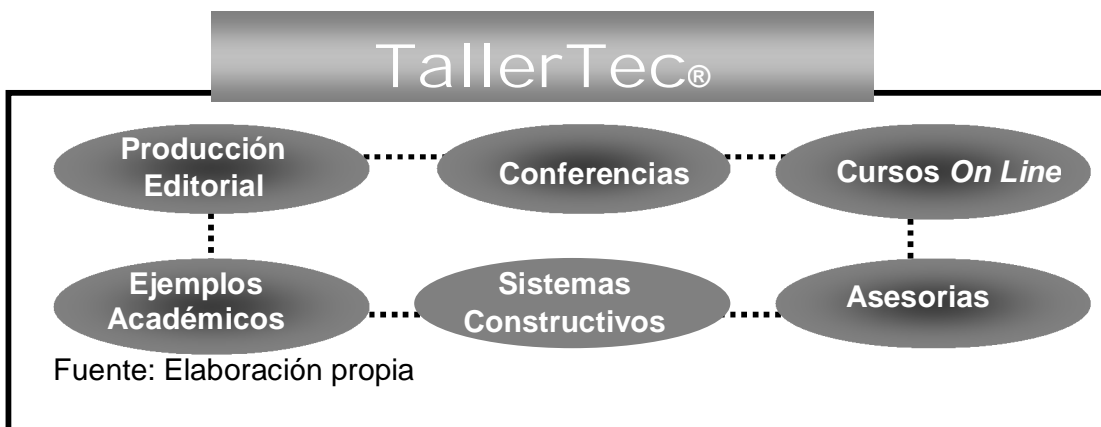 TallerTec®
Producción
Editorial
Conferencias
Cursos On Line
Ejemplos
Académicos
Sistemas
Constructivos
Asesorias
Fuente: Elaboración propia